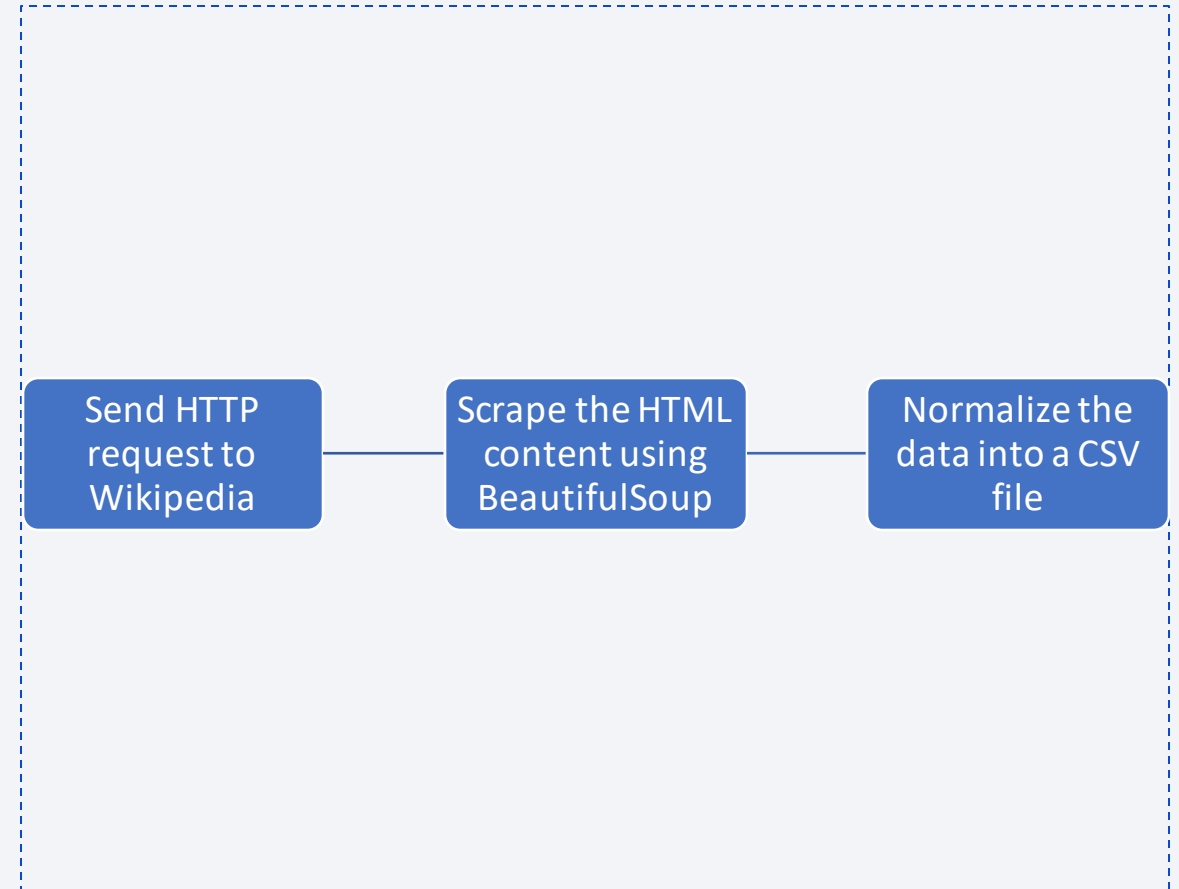 Send HTTP
request to
Wikipedia
Scrape the HTML
content using
BeautifulSoup
Normalize the
data into a CSV
file